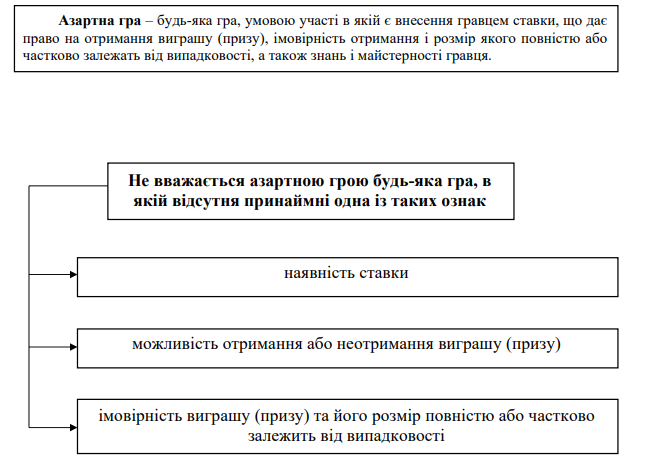 Азартна гра – будь-яка гра, умовою участі в якій є внесення гравцем ставки, що дає
право на отримання виграшу (призу), імовірність отримання і розмір якого повністю або
частково залежать від випадковості, а також знань і майстерності гравця.
Не вважається азартною грою будь-яка гра, в
якій відсутня принаймні одна із таких ознак
наявність ставки
можливість отримання або неотримання виграшу (призу)
імовірність виграшу (призу) та його розмір повністю або частково
залежить від випадковості